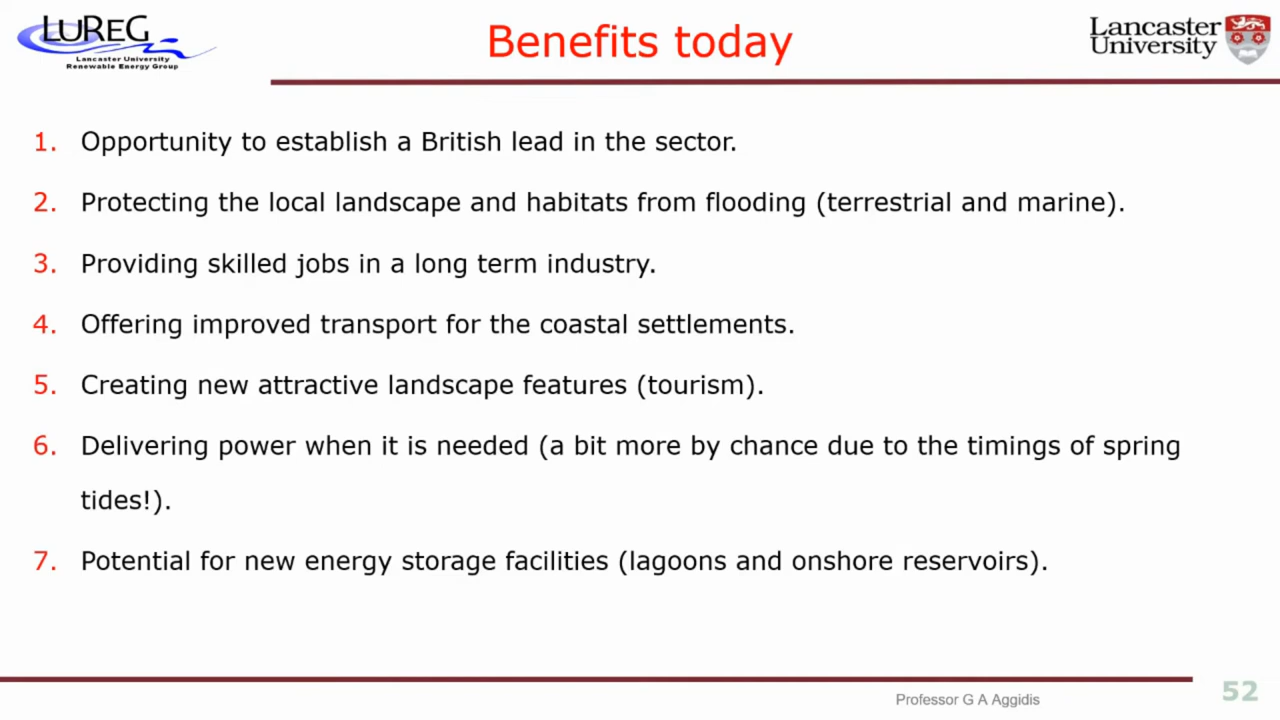 LUREG
Lancaster University
Renewable Energy Group
Benefits today
Lancaster
University
1. Opportunity to establish a British lead in the sector.
2. Protecting the local landscape and habitats from flooding (terrestrial and marine).
3. Providing skilled jobs in a long term industry.
4. Offering improved transport for the coastal settlements.
5. Creating new attractive landscape features (tourism).
6. Delivering power when it is needed (a bit more by chance due to the timings of spring
tides!).
7. Potential for new energy storage facilities (lagoons and onshore reservoirs).
Professor G A Aggidis
52